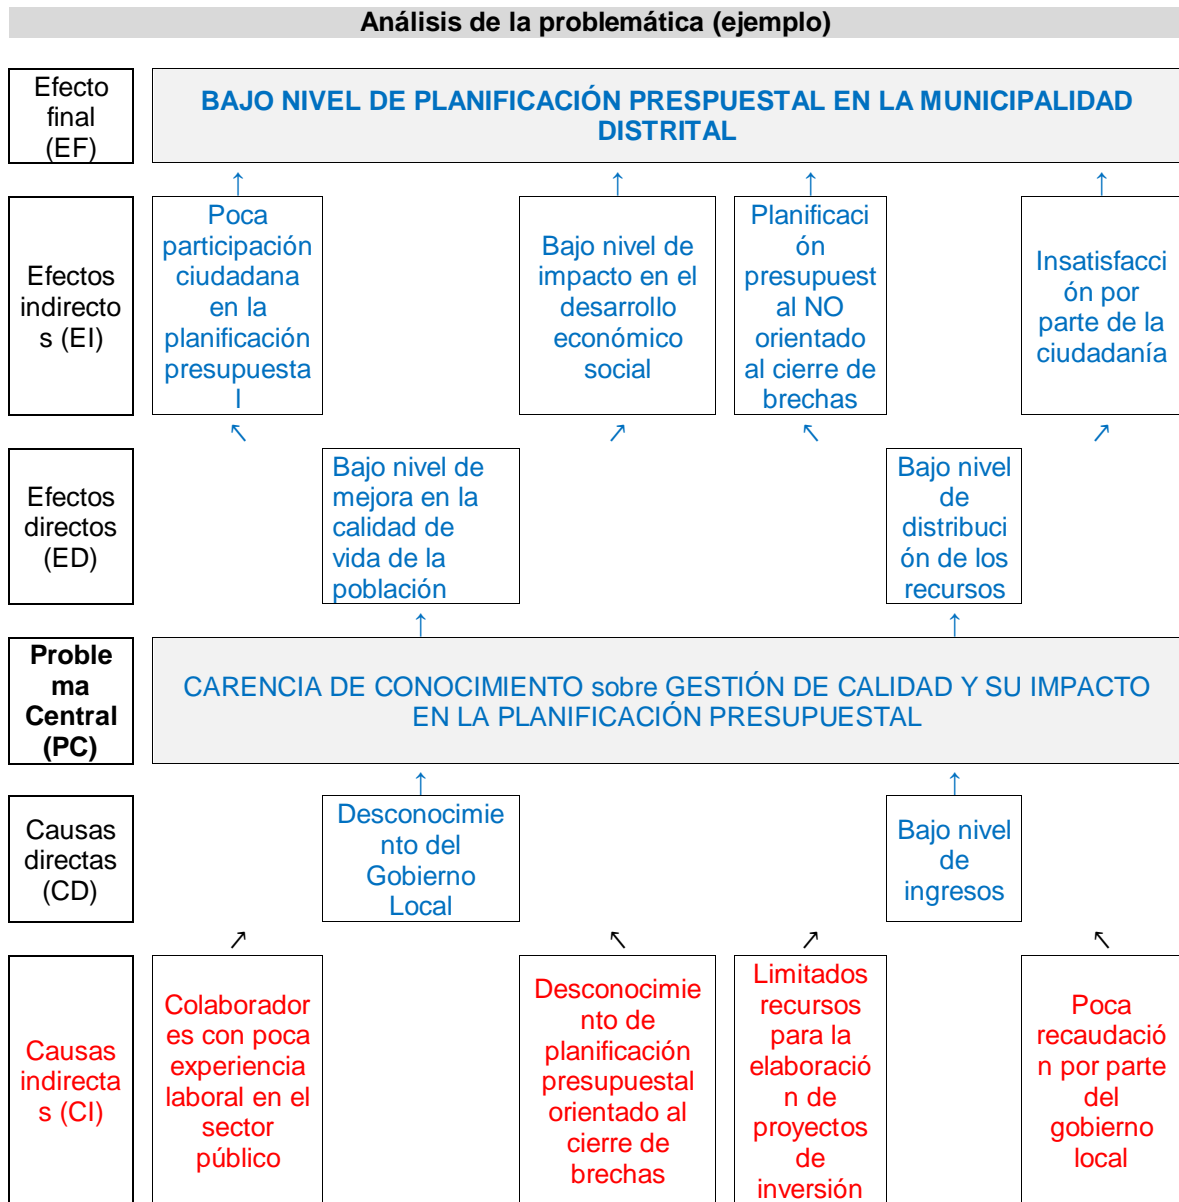 Análisis de la problemática (ejemplo)
Efecto
final
(EF)
BAJO NIVEL DE PLANIFICACIÓN PRESPUESTAL EN LA MUNICIPALIDAD
DISTRITAL
↑ ↑ ↑ ↑
Efectos
indirecto
s (EI)
Poca
participación
ciudadana
en la
planificación
presupuesta
l
Bajo nivel de
impacto en el
desarrollo
económico
social
Planificaci
ón
presupuest
al NO
orientado
al cierre de
brechas
Insatisfacci
ón por
parte de la
ciudadanía
↖ ↗ ↖ ↗
Efectos
directos
(ED)
Bajo nivel de
mejora en la
calidad de
vida de la
población
Bajo nivel
de
distribuci
ón de los
recursos
↑ ↑
Proble
ma
Central
(PC)
CARENCIA DE CONOCIMIENTO sobre GESTIÓN DE CALIDAD Y SU IMPACTO
EN LA PLANIFICACIÓN PRESUPUESTAL
↑ ↑
Causas
directas
(CD)
Desconocimie
nto del
Gobierno
Local
Bajo nivel
de
ingresos
↗ ↖ ↗ ↖
Causas
indirecta
s (CI)
Colaborador
es con poca
experiencia
laboral en el
sector
público
Desconocimie
nto de
planificación
presupuestal
orientado al
cierre de
brechas
Limitados
recursos
para la
elaboració
n de
proyectos
de
inversión
Poca
recaudació
n por parte
del
gobierno
local